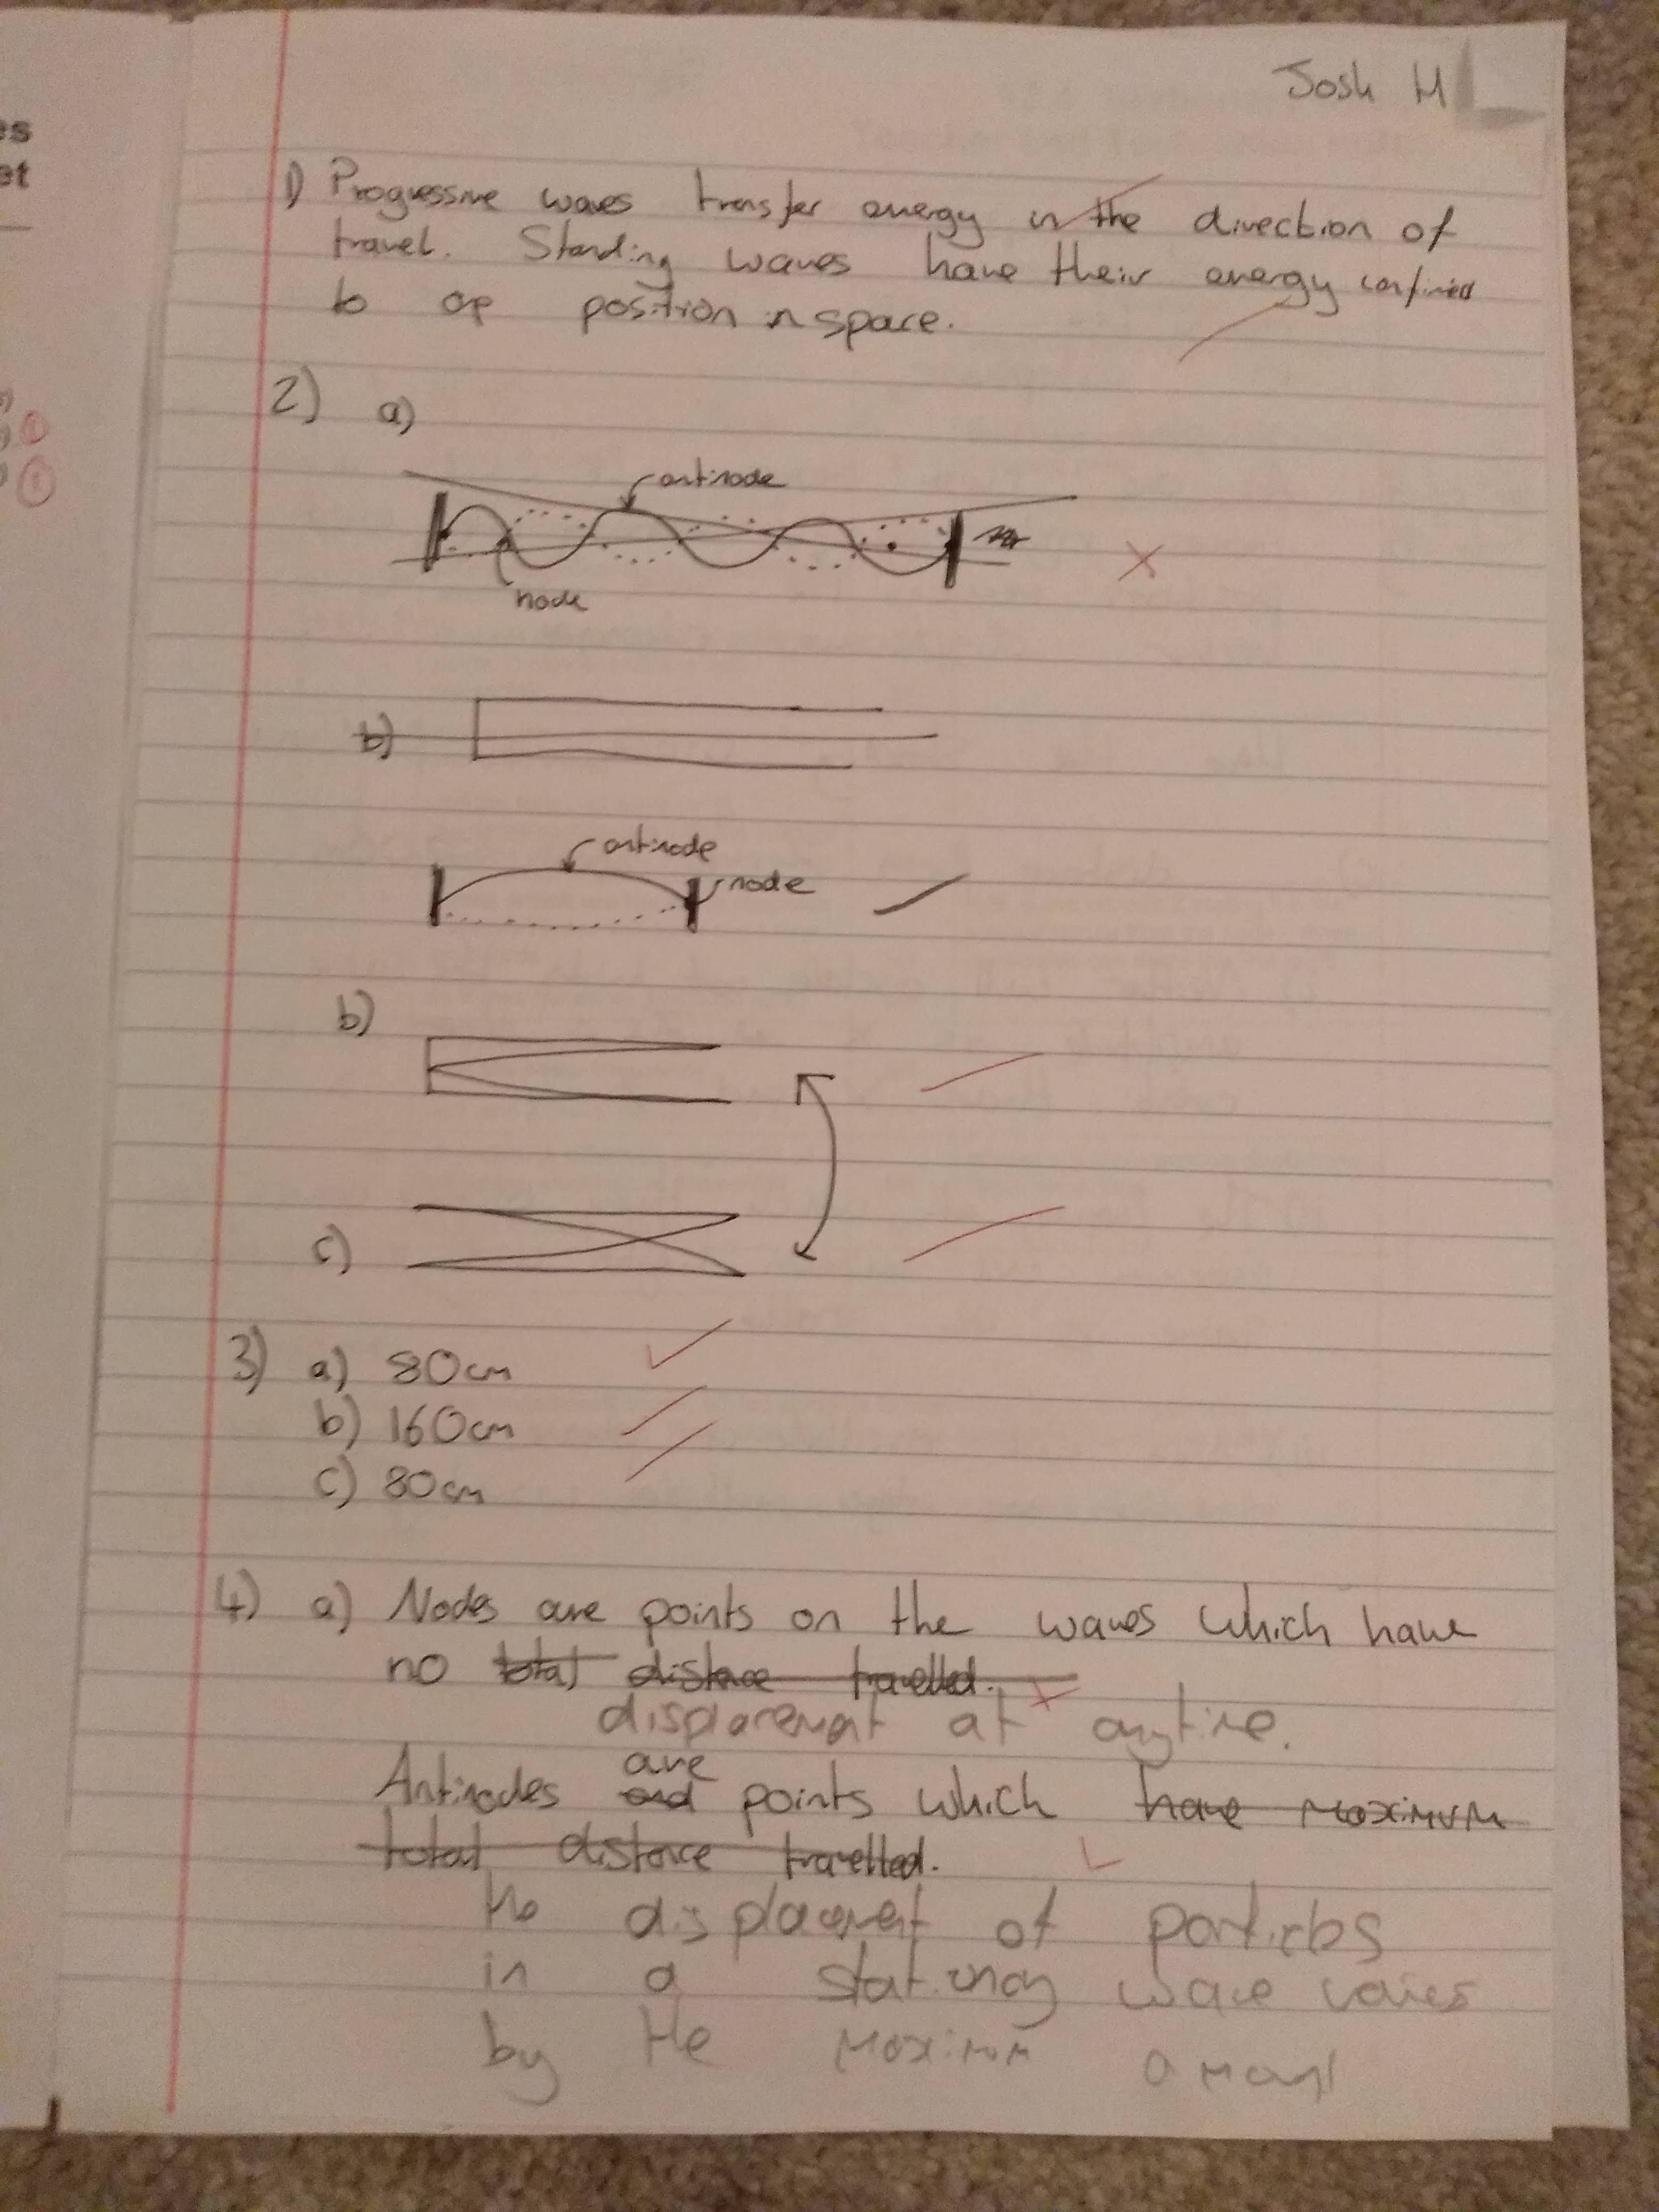 Josh M
es
et
1) Progressive waves transfer energy in the direction of
travel. Standing waves have their energy confined
to position in space.
2) a)
antinode
node
b)
antinode
node
b)
c)
3) a) 80cm
b) 160cm
c) 80cm
4) a) Nodes are points on the waves which have
no total distance travelled.
displacement at anytime.
are
Antinodes and points which have maximum
total distance travelled.
the displacement of particles
in a stationary wave varies
by the maximum amount